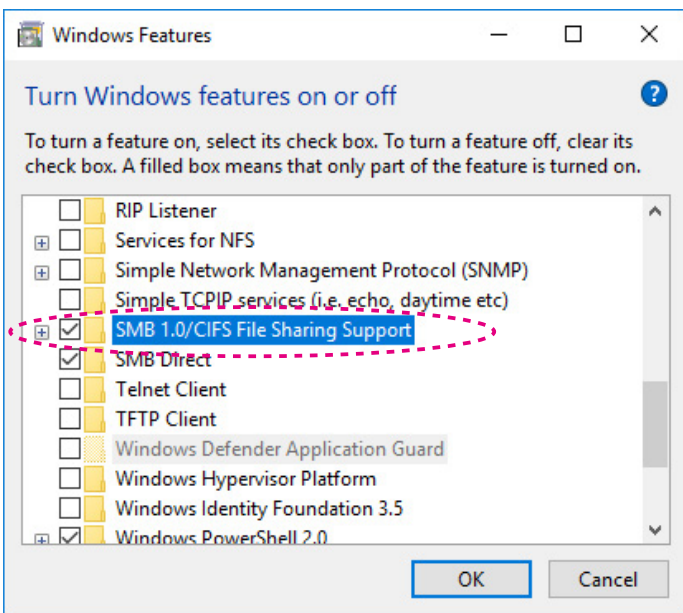 Windows Features
Turn Windows features on or off
?
To turn a feature on, select its check box. To turn a feature off, clear its
check box. A filled box means that only part of the feature is turned on.
RIP Listener
Services for NFS
Simple Network Management Protocol (SNMP)
Simple TCPIP services (i.e. echo, daytime etc)
SMB 1.0/CIFS File Sharing Support
SMB Direct
Telnet Client
TFTP Client
Windows Defender Application Guard
Windows Hypervisor Platform
Windows Identity Foundation 3.5
Windows PowerShell 2.0
OK Cancel